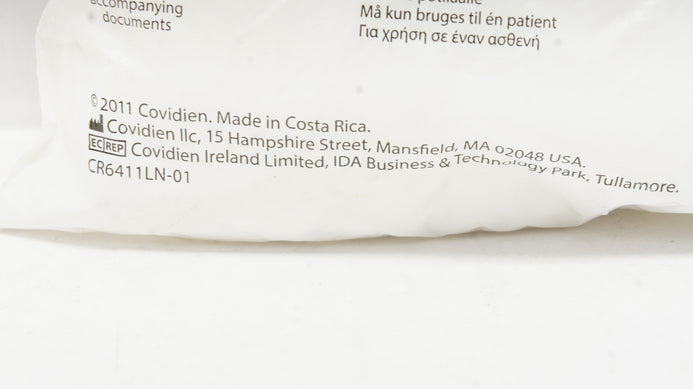 accompanying
documents
Må kun bruges til én patient
Για χρήση σε έναν ασθενή
©2011 Covidien. Made in Costa Rica.
Covidien llc, 15 Hampshire Street, Mansfield, MA 02048 USA.
EC REP Covidien Ireland Limited, IDA Business & Technology Park, Tullamore.
CR6411LN-01